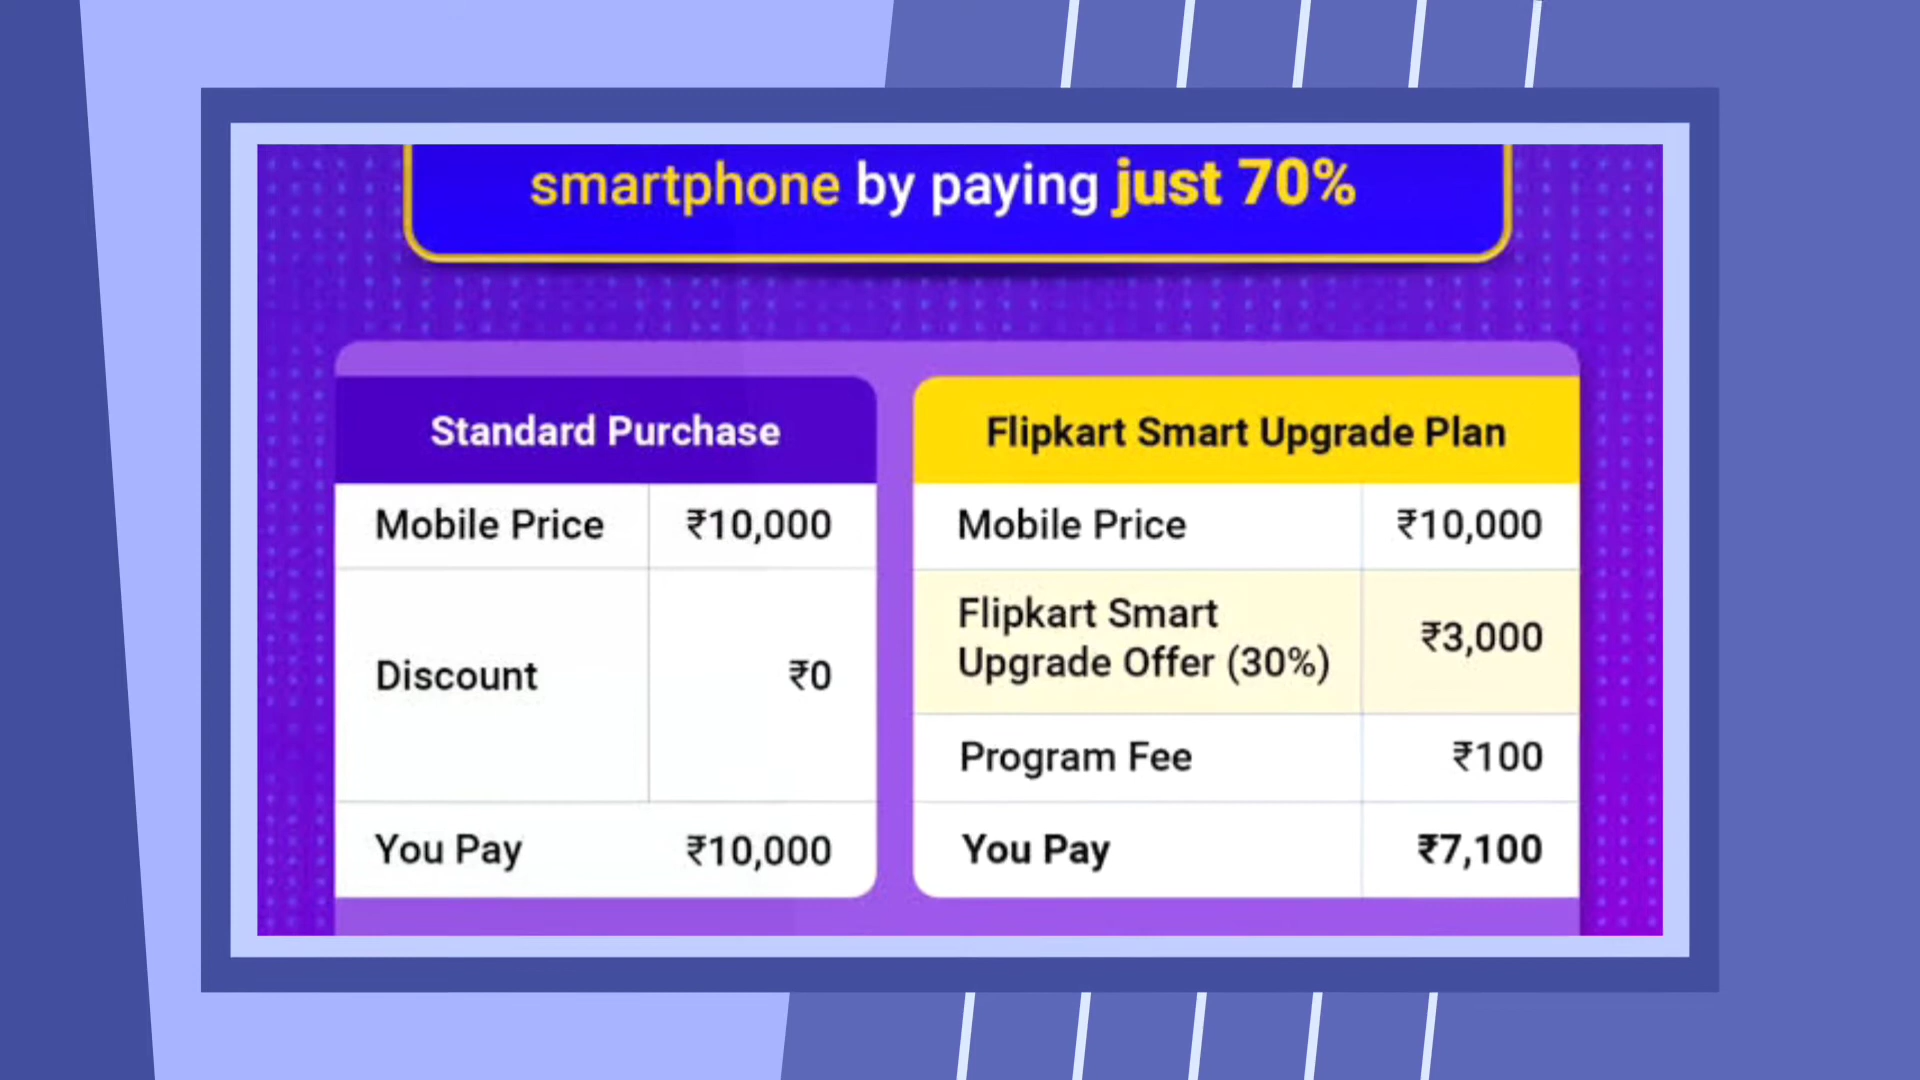 smartphone by paying just 70%
Standard Purchase
Mobile Price ₹10,000
Discount ₹0
You Pay ₹10,000
Flipkart Smart Upgrade Plan
Mobile Price ₹10,000
Flipkart Smart
Upgrade Offer (30%) ₹3,000
Program Fee ₹100
You Pay ₹7,100